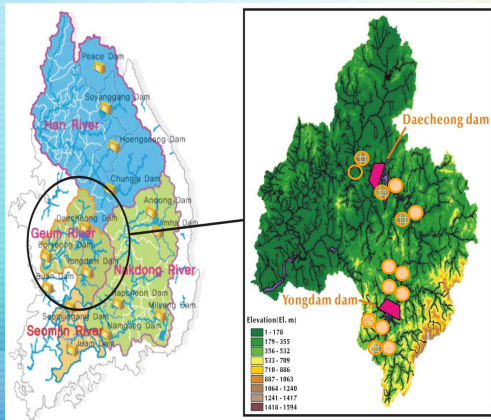 Peace Dam
Soyanggang Dam
Han River
Hoongseong Dam
Chungju Dam
Andong Dam
Daecheong Dam
Imha Dam
Geum River
Boryeong Dam
Yongdam Dam
Nakdong River
Buan Dam
Hapcheon Dam
Milyang Dam
Seomjingang Dam
Seomjin River
Namgang Dam
Juam Dam
Daecheong dam
Yongdam dam
Elevation(El. m)
1 - 178
179 - 355
356 - 532
533 - 709
710 - 886
887 - 1063
1064 - 1240
1241 - 1417
1418 - 1594